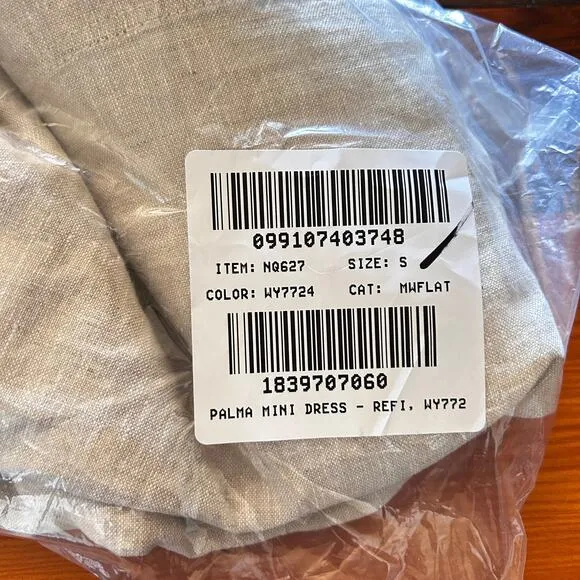 099107403748
ITEM: NQ627 SIZE: S
COLOR: WY7724 CAT: MWFLAT
1839707060
PALMA MINI DRESS - REFI, WY772